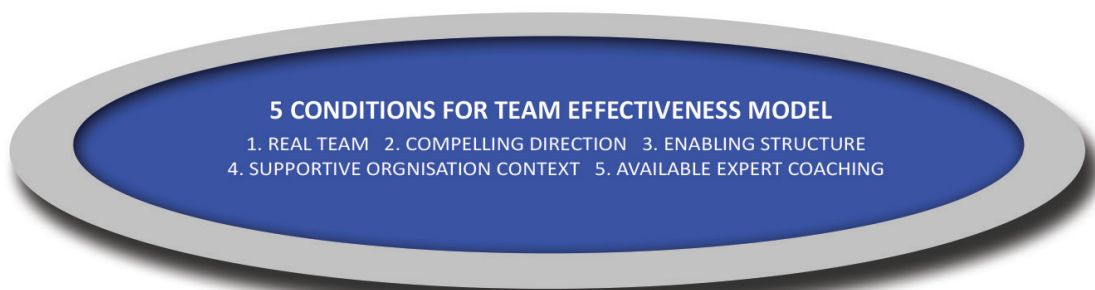 5 CONDITIONS FOR TEAM EFFECTIVENESS MODEL
1. REAL TEAM 2. COMPELLING DIRECTION 3. ENABLING STRUCTURE
4. SUPPORTIVE ORGNISATION CONTEXT 5. AVAILABLE EXPERT COACHING